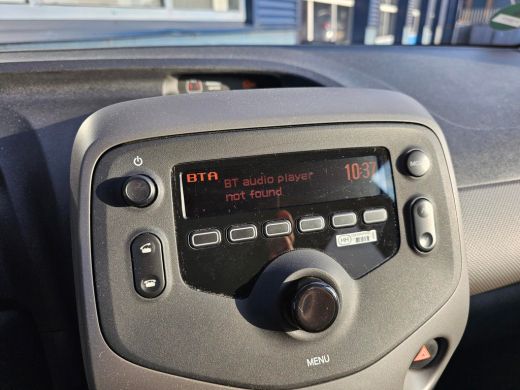 BTA
BT audio player
not found
10:37
MENU